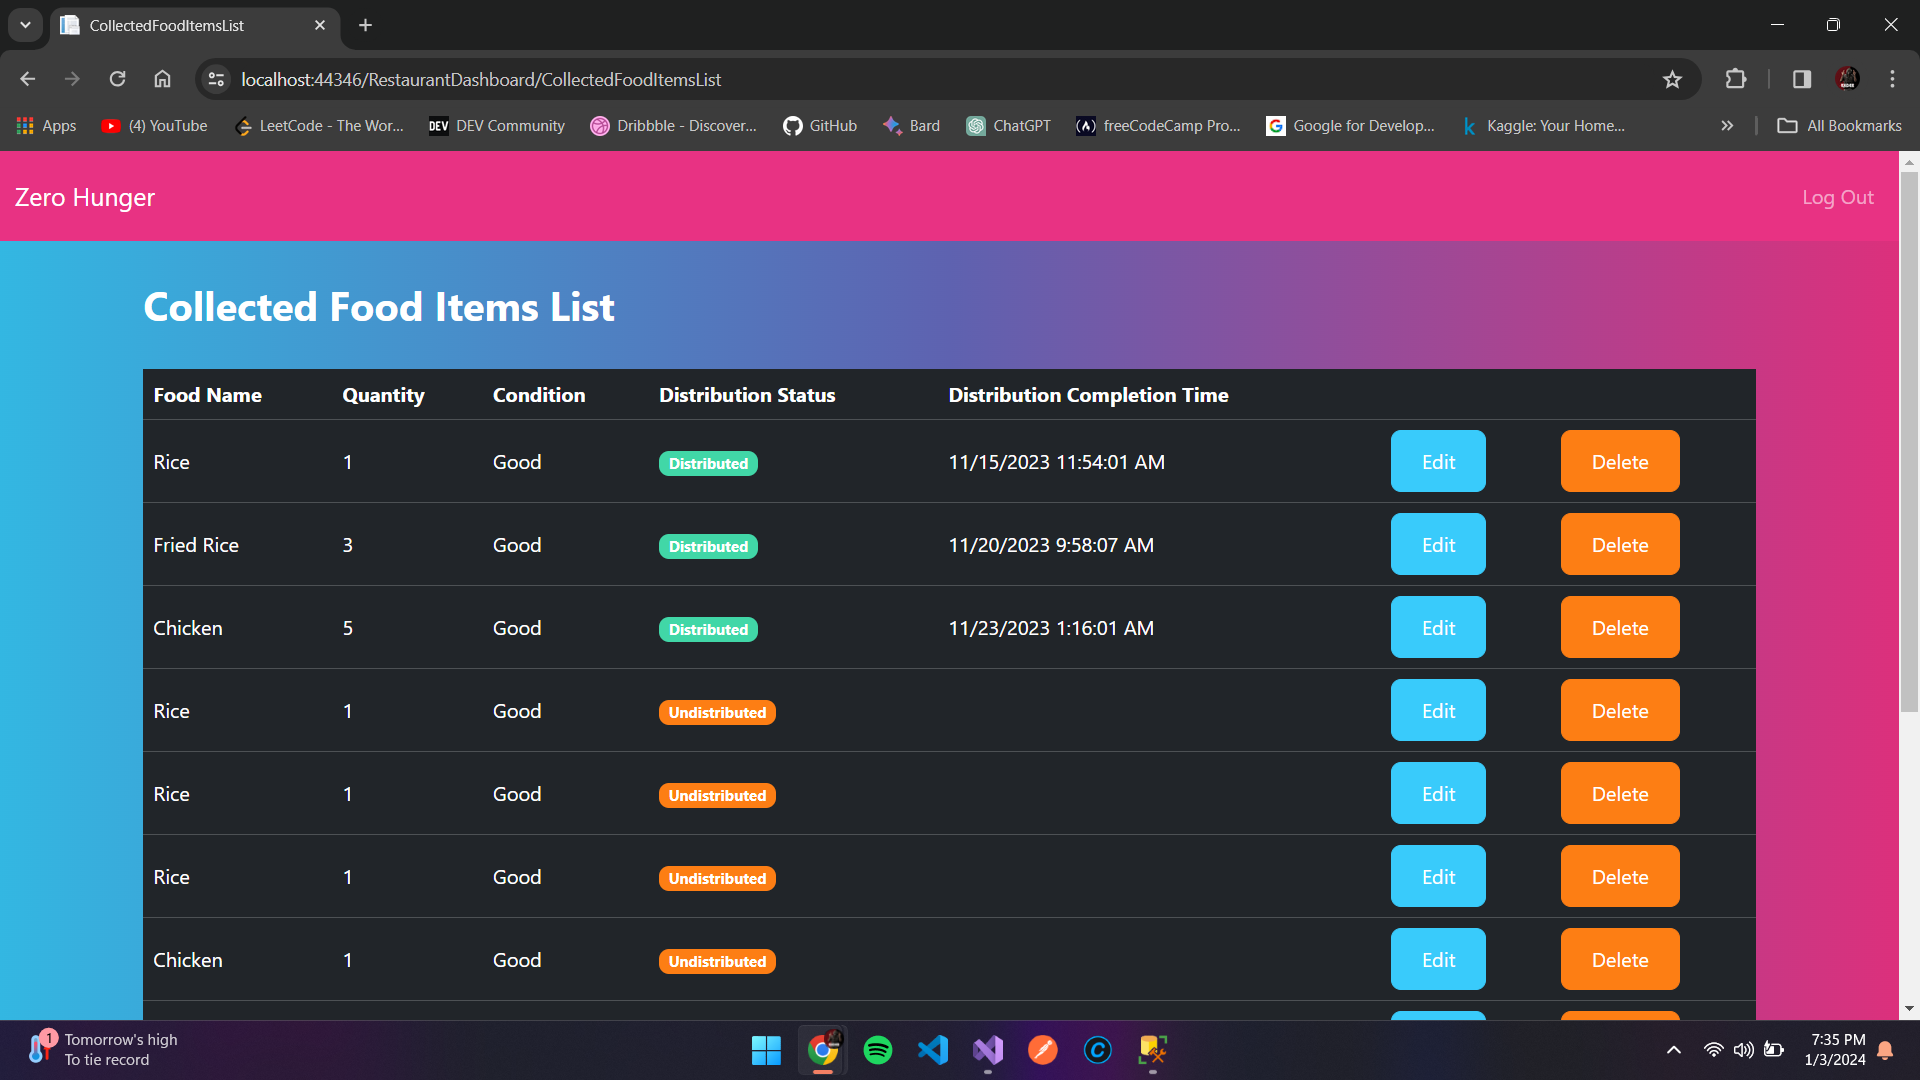 CollectedFoodItemsList
localhost:44346/RestaurantDashboard/CollectedFoodItemsList
Apps (4) YouTube LeetCode - The Wor... DEV DEV Community Dribbble - Discover... GitHub Bard ChatGPT freeCodeCamp Pro... Google for Develop... Kaggle: Your Home... All Bookmarks
Zero Hunger Log Out
Collected Food Items List
Food Name Quantity Condition Distribution Status Distribution Completion Time
Rice 1 Good Distributed 11/15/2023 11:54:01 AM Edit Delete
Fried Rice 3 Good Distributed 11/20/2023 9:58:07 AM Edit Delete
Chicken 5 Good Distributed 11/23/2023 1:16:01 AM Edit Delete
Rice 1 Good Undistributed Edit Delete
Rice 1 Good Undistributed Edit Delete
Rice 1 Good Undistributed Edit Delete
Chicken 1 Good Undistributed Edit Delete
1 Tomorrow's high 7:35 PM
To tie record 1/3/2024